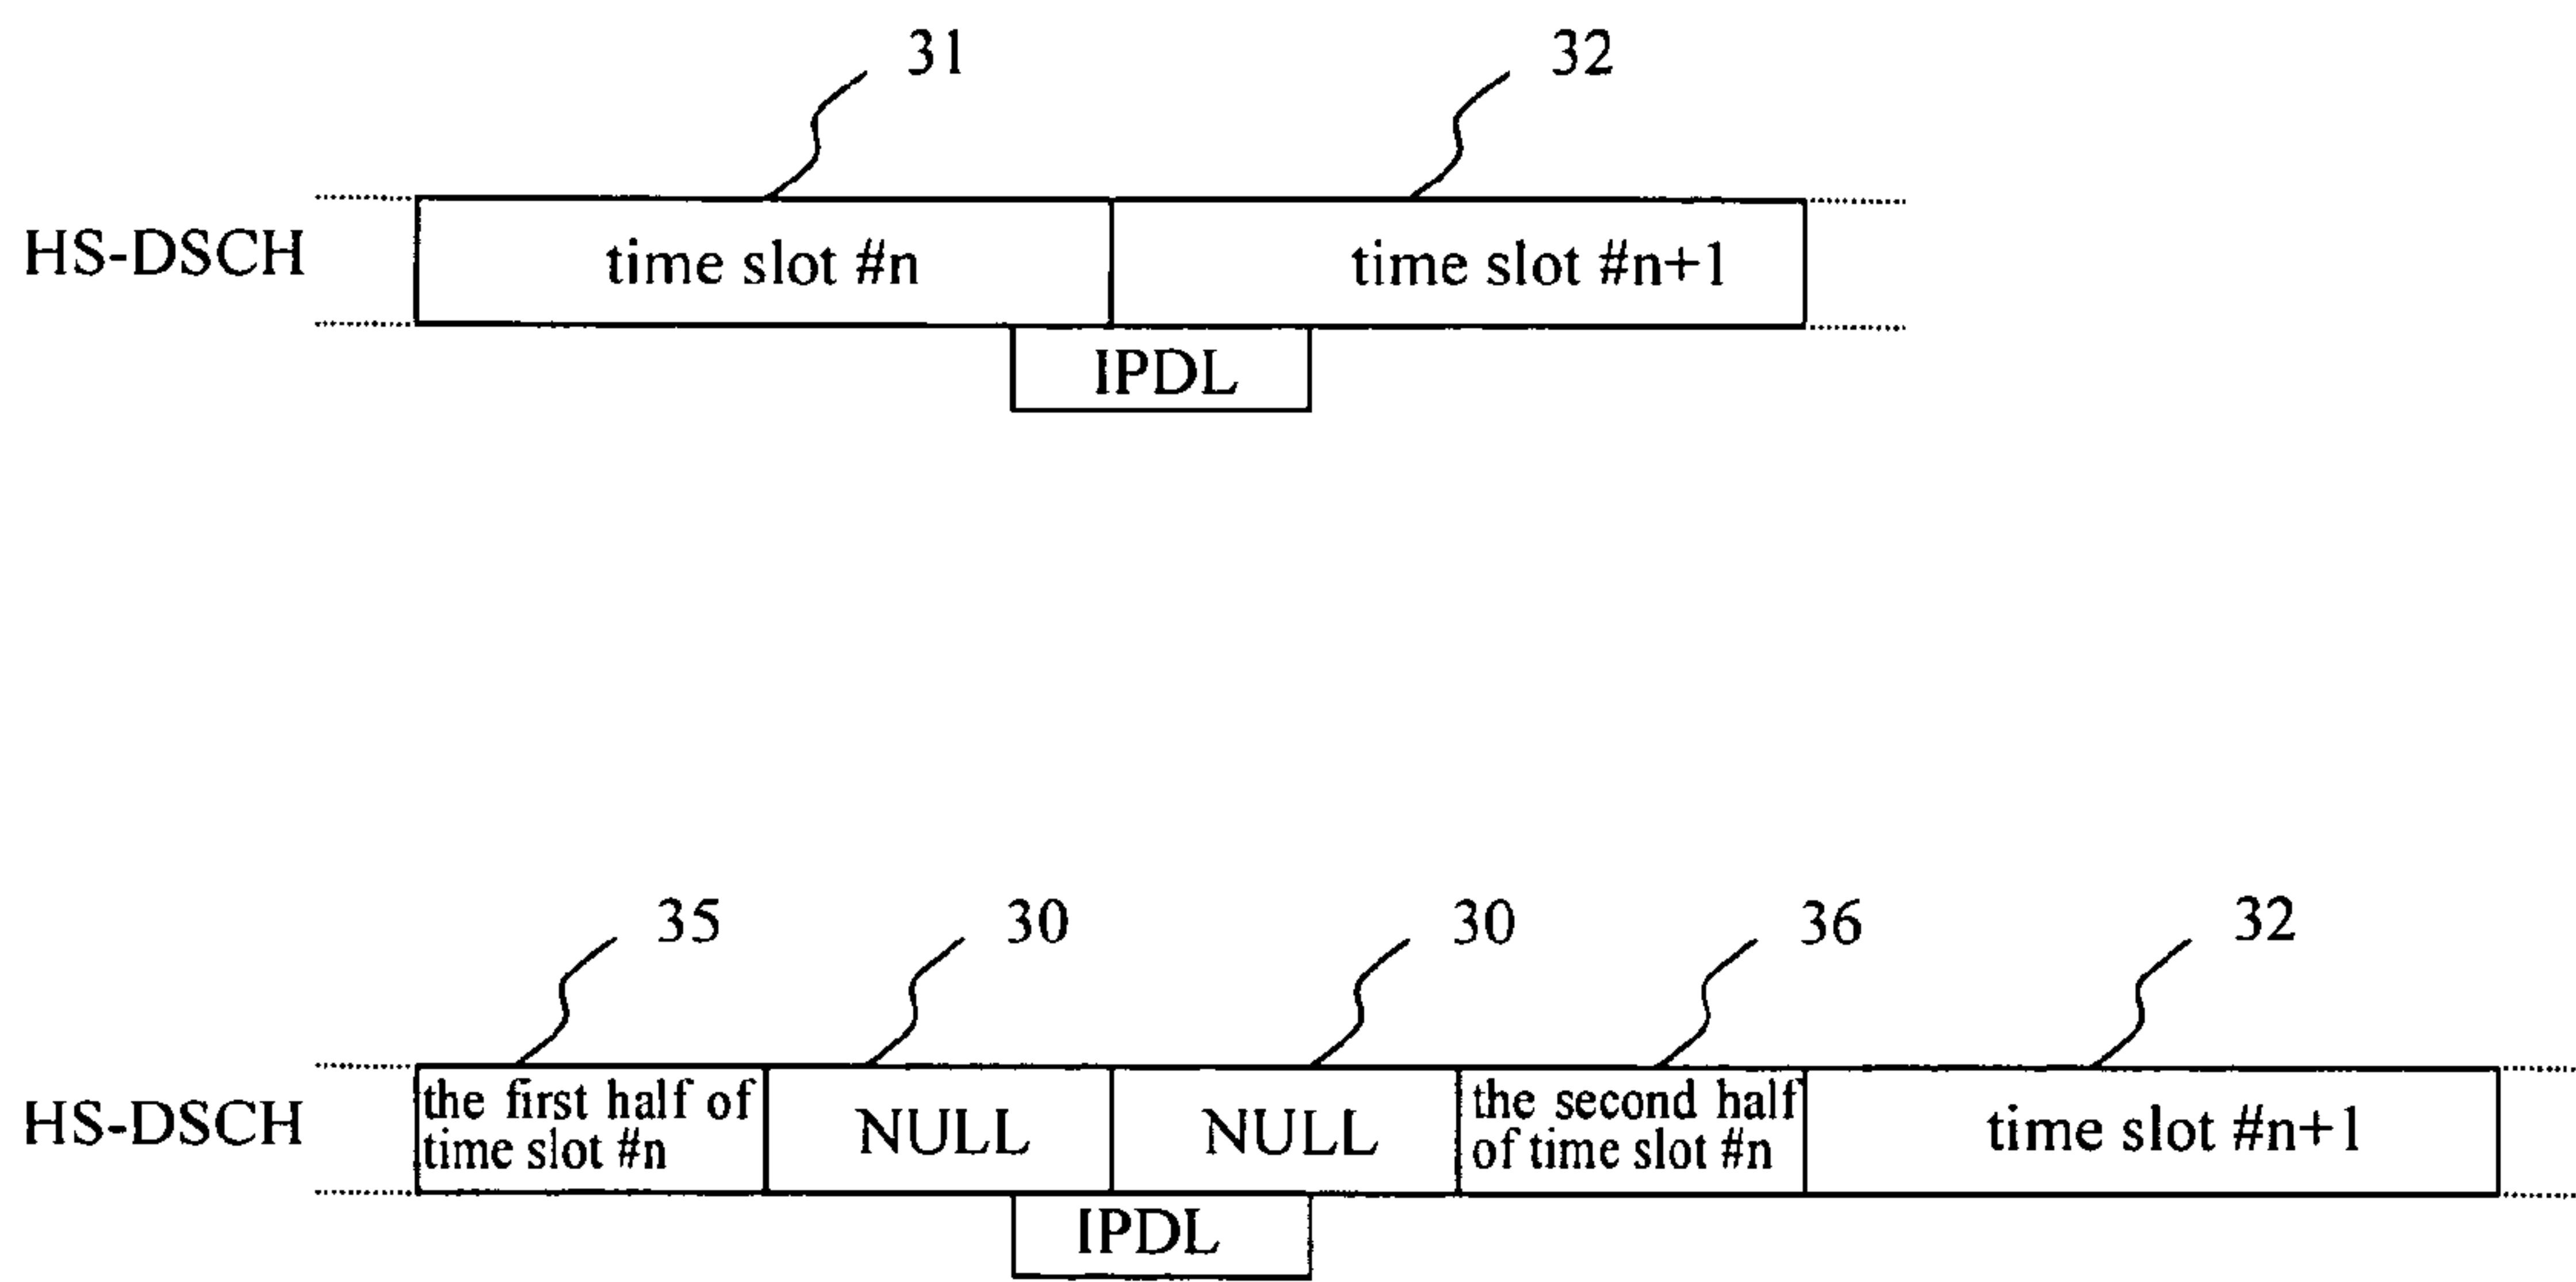 31
32
HS-DSCH
time slot #n
time slot #n+1
IPDL
35
30
30
36
32
HS-DSCH
the first half of
time slot #n
NULL
NULL
the second half
of time slot #n
time slot #n+1
IPDL